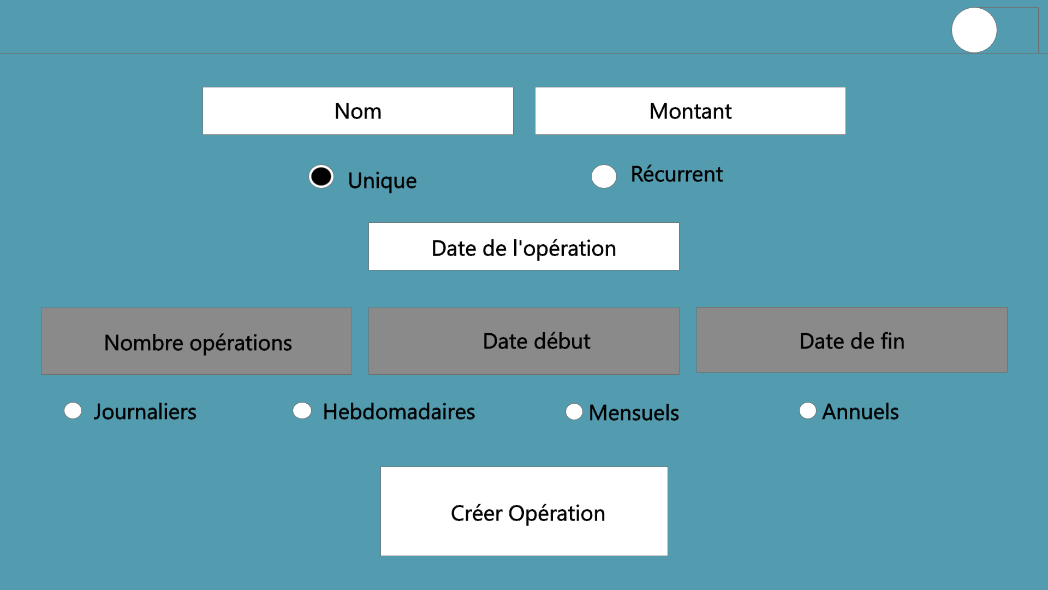 Nom
Montant
Unique
Récurrent
Date de l'opération
Nombre opérations
Date début
Date de fin
Journaliers
Hebdomadaires
Mensuels
Annuels
Créer Opération